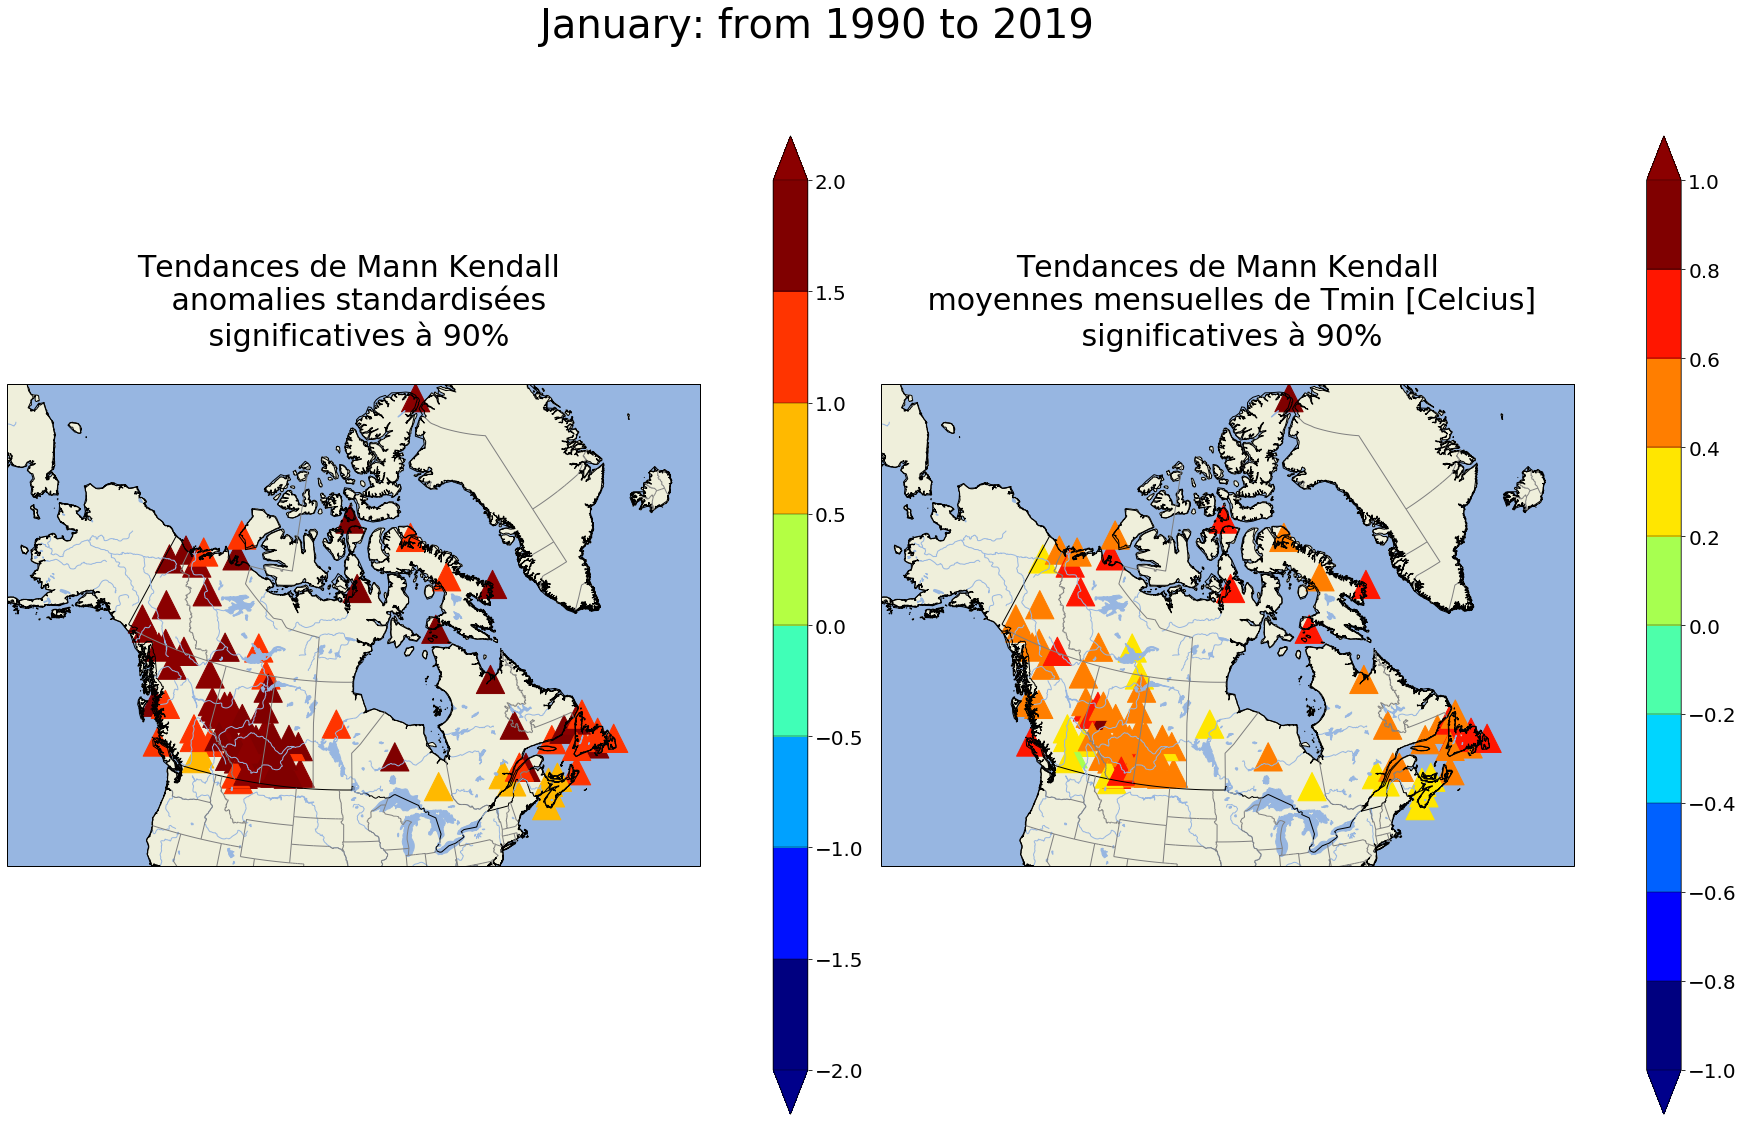 January: from 1990 to 2019
Tendances de Mann Kendall
anomalies standardisées
significatives à 90%
2.0
1.5
1.0
0.5
0.0
−0.5
−1.0
−1.5
−2.0
Tendances de Mann Kendall
moyennes mensuelles de Tmin [Celcius]
significatives à 90%
1.0
0.8
0.6
0.4
0.2
0.0
−0.2
−0.4
−0.6
−0.8
−1.0